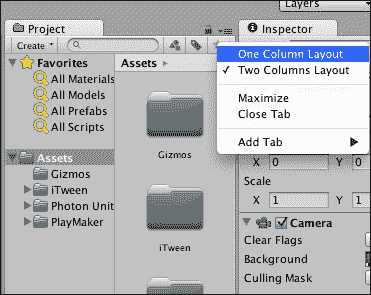 Layers
Project
Inspector
Create
One Column Layout
✓ Two Columns Layout
Maximize
Close Tab
Add Tab
Favorites
All Materials
All Models
All Prefabs
All Scripts
Assets
Gizmos
iTween
Photon Unit
PlayMaker
Assets
Gizmos
iTween
X 0 Y 0
Scale
X 1 Y 1
Camera
Clear Flags
Background
Culling Mask